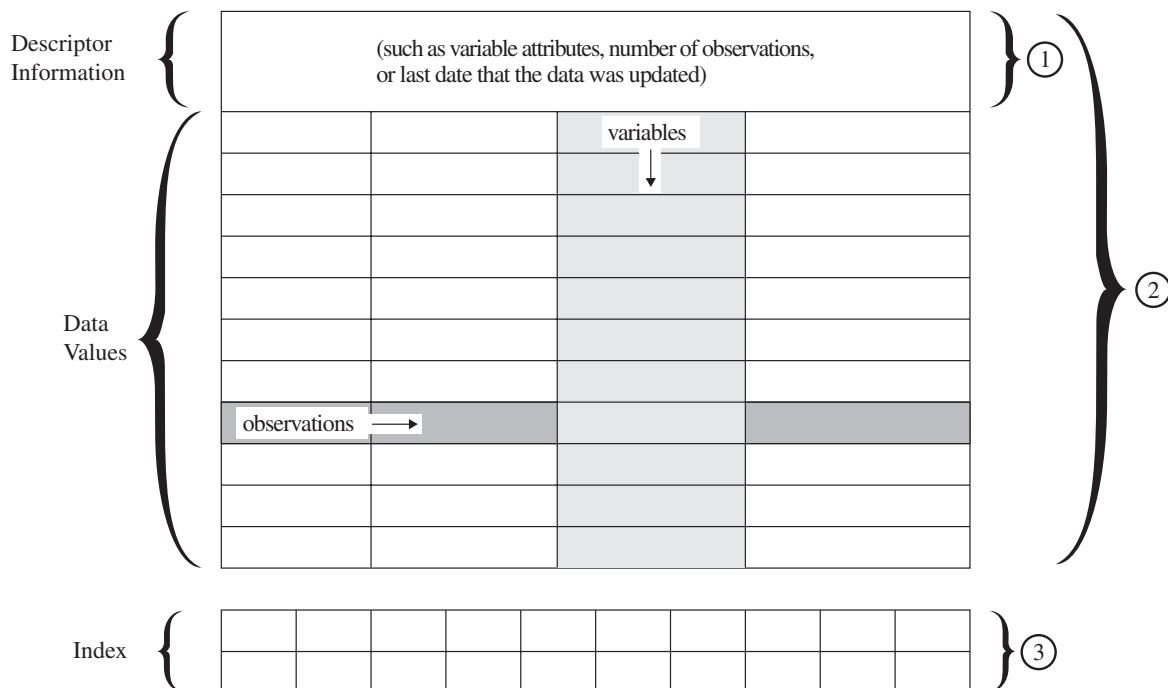 Descriptor
Information
(such as variable attributes, number of observations,
or last date that the data was updated)
1
variables
2
Data
Values
observations
Index
3